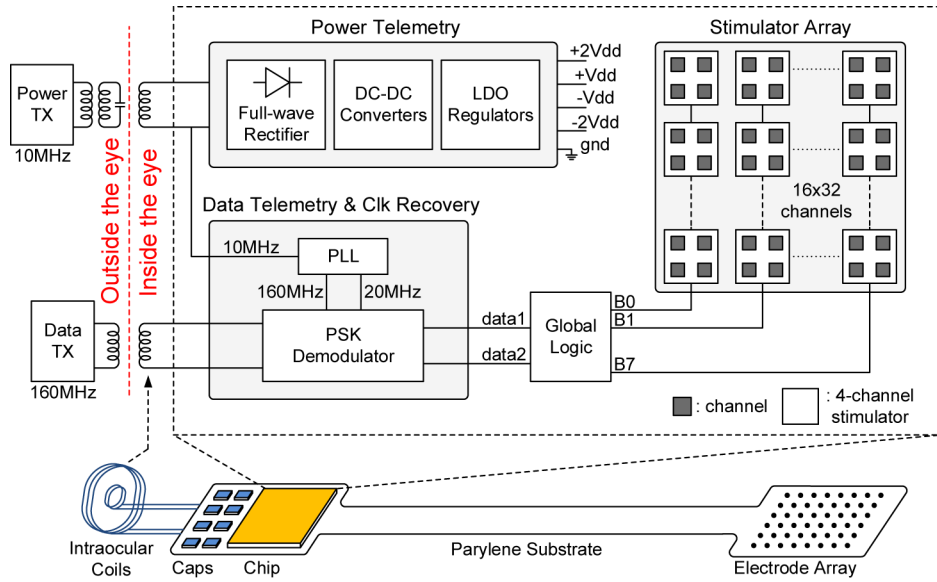 Power Telemetry
Stimulator Array
Power
TX
10MHz
Full-wave
Rectifier
DC-DC
Converters
LDO
Regulators
+2Vdd
+Vdd
-Vdd
-2Vdd
gnd
Outside the eye
Inside the eye
16x32
channels
Data Telemetry & Clk Recovery
10MHz
PLL
160MHz
20MHz
Data
TX
160MHz
PSK
Demodulator
data1
data2
Global
Logic
B0
B1
B7
: channel
: 4-channel
stimulator
Intraocular
Coils
Caps
Chip
Parylene Substrate
Electrode Array